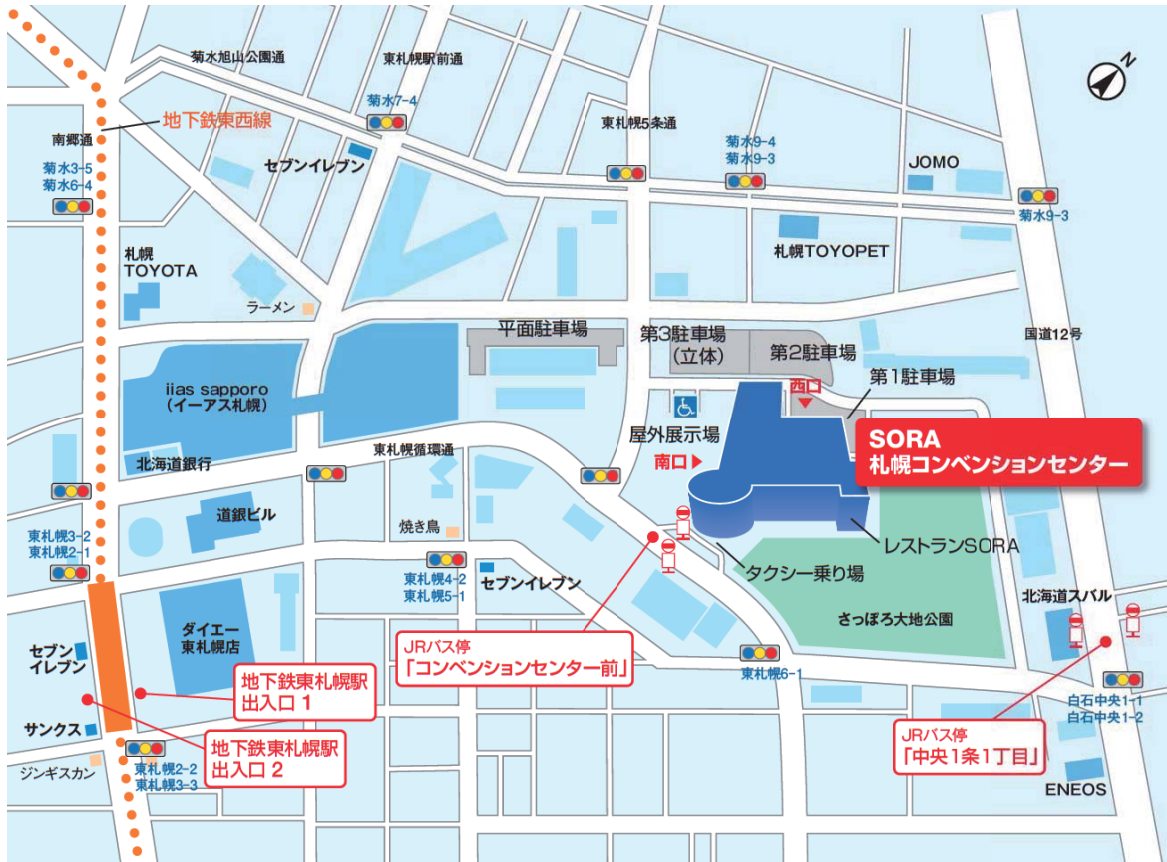 菊水旭山公園通
東札幌駅前通
N
菊水7-4
地下鉄東西線
南郷通
東札幌5条通
菊水9-4
菊水9-3
菊水3-5
菊水6-4
セブンイレブン
JOMO
菊水9-3
札幌
TOYOTA
札幌TOYOPET
ラーメン
平面駐車場
第3駐車場
（立体）
第2駐車場
国道12号
第1駐車場
西口
iias sapporo
（イーアス札幌）
屋外展示場
SORA
札幌コンベンションセンター
東札幌循環通
南口
北海道銀行
道銀ビル
焼き鳥
東札幌3-2
東札幌2-1
レストランSORA
タクシー乗り場
東札幌4-2
東札幌5-1
セブンイレブン
北海道スバル
さっぽろ大地公園
ダイエー
東札幌店
JRバス停
「コンベンションセンター前」
セブン
イレブン
地下鉄東札幌駅
出入口 1
東札幌6-1
白石中央1-1
白石中央1-2
サンクス
地下鉄東札幌駅
出入口 2
JRバス停
「中央1条1丁目」
ジンギスカン
東札幌2-2
東札幌3-3
ENEOS